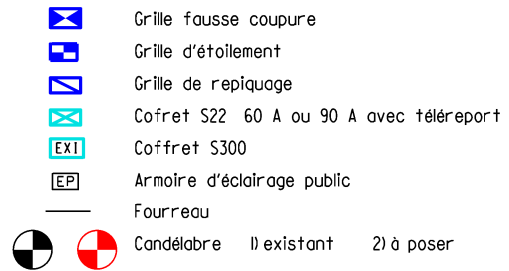 Grille fausse coupure
Grille d'étoilement
Grille de repiquage
Cofret S22 60 A ou 90 A avec téléreport
EXI Coffret S300
EP Armoire d'éclairage public
Fourreau
Candélabre 1) existant 2) à poser